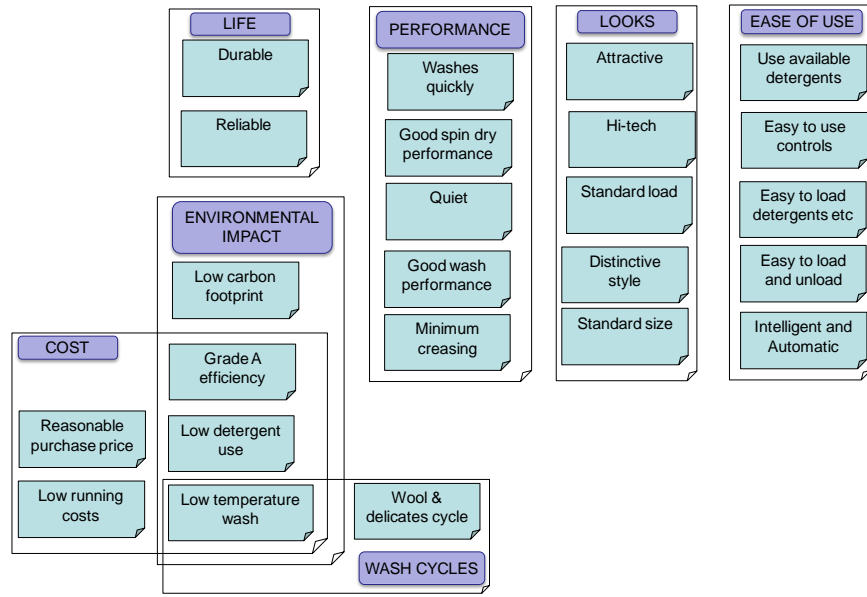 LIFE
Durable
Reliable
PERFORMANCE
Washes
quickly
Good spin dry
performance
Quiet
Good wash
performance
Minimum
creasing
LOOKS
Attractive
Hi-tech
Standard load
Distinctive
style
Standard size
EASE OF USE
Use available
detergents
Easy to use
controls
Easy to load
detergents etc
Easy to load
and unload
Intelligent and
Automatic
ENVIRONMENTAL
IMPACT
Low carbon
footprint
Grade A
efficiency
Low detergent
use
Low temperature
wash
COST
Reasonable
purchase price
Low running
costs
Wool &
delicates cycle
WASH CYCLES